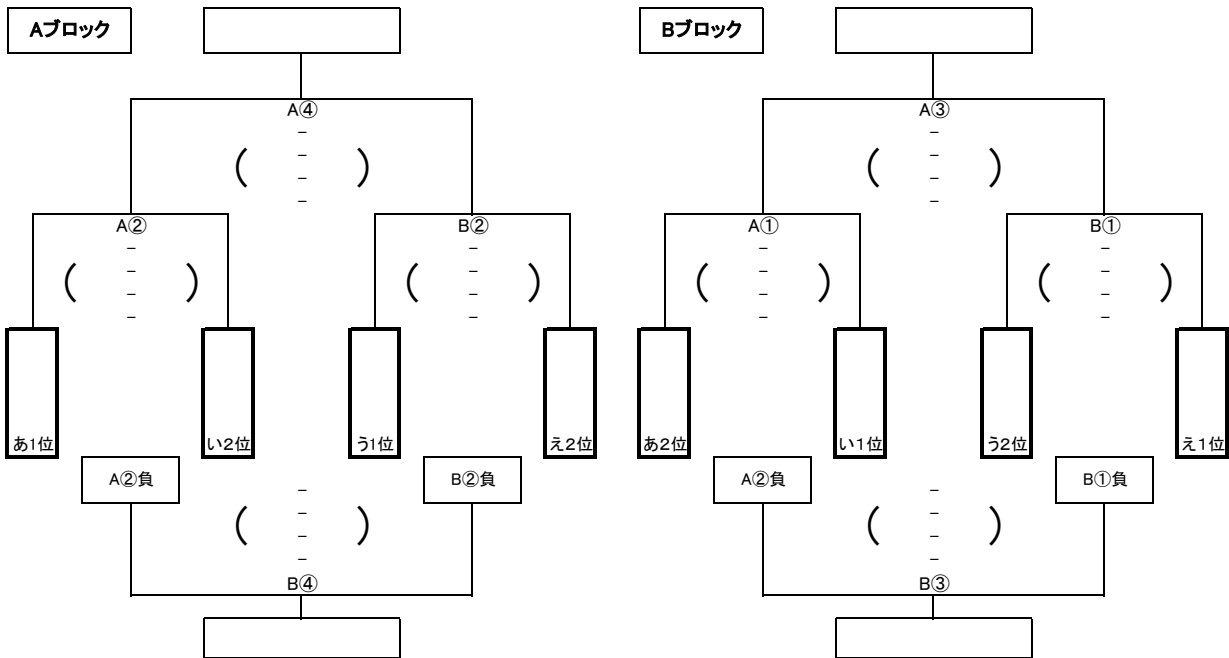 Aブロック
A④
-
( - )
-
-
A②
-
( - )
-
-
B②
-
( - )
-
-
あ1位
い2位
う1位
え2位
A②負
B②負
-
( - )
-
-
B④
Bブロック
A③
-
( - )
-
-
A①
-
( - )
-
-
B①
-
( - )
-
-
あ2位
い1位
う2位
え1位
A②負
B①負
-
( - )
-
-
B③